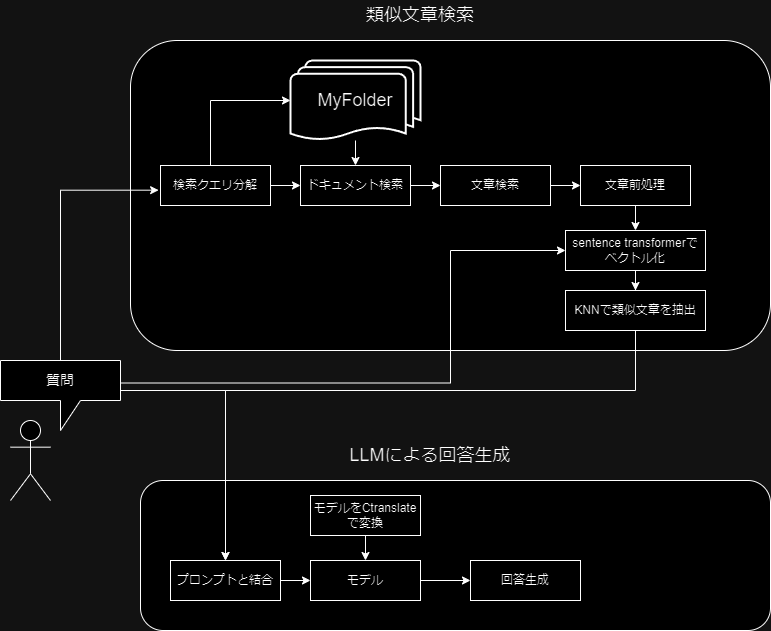 類似文章検索
MyFolder
検索クエリ分解
ドキュメント検索
文章検索
文章前処理
sentence transformerで
ベクトル化
KNNで類似文章を抽出
質問
LLMによる回答生成
モデルをCtranslate
で変換
プロンプトと結合
モデル
回答生成